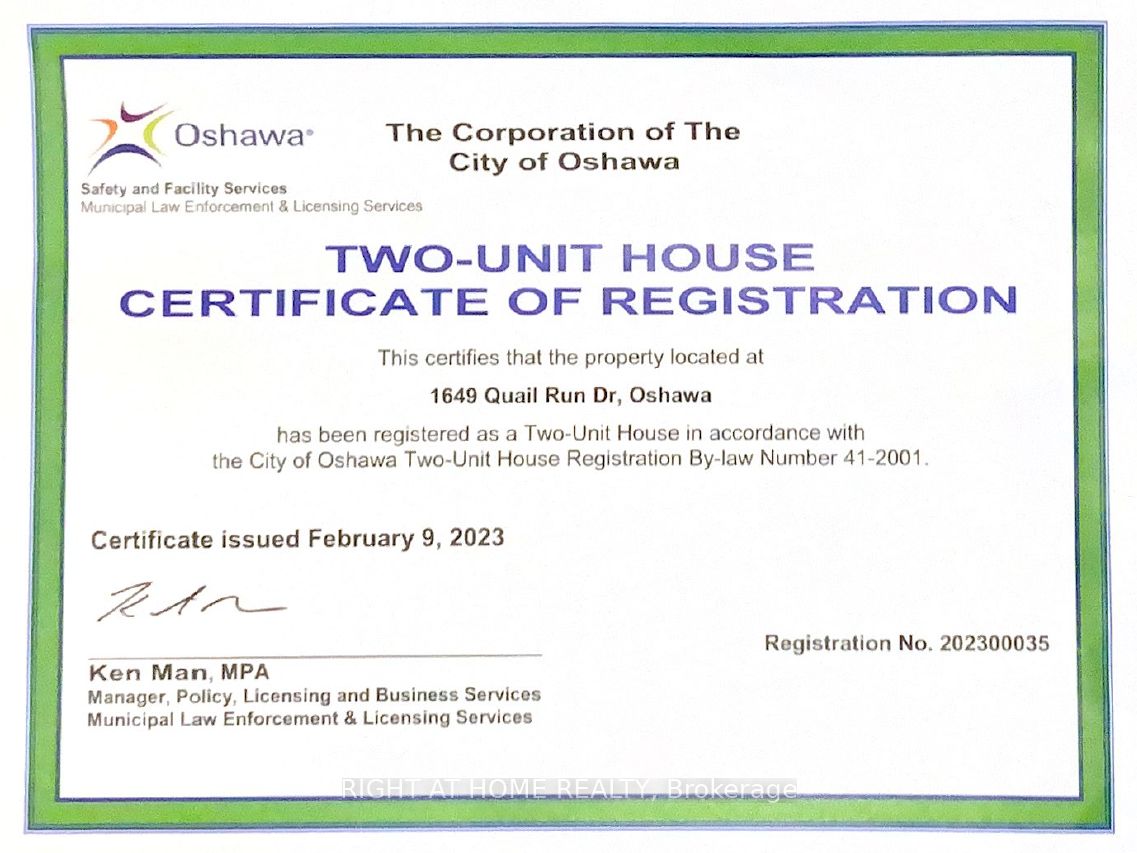 Oshawa
The Corporation of The
City of Oshawa
Safety and Facility Services
Municipal Law Enforcement & Licensing Services
TWO-UNIT HOUSE
CERTIFICATE OF REGISTRATION
This certifies that the property located at
1649 Quail Run Dr, Oshawa
has been registered as a Two-Unit House in accordance with
the City of Oshawa Two-Unit House Registration By-law Number 41-2001.
Certificate issued February 9, 2023
Registration No. 202300035
Ken Man, MPA
Manager, Policy, Licensing and Business Services
Municipal Law Enforcement & Licensing Services
RIGHT AT HOME REALTY, Brokerage